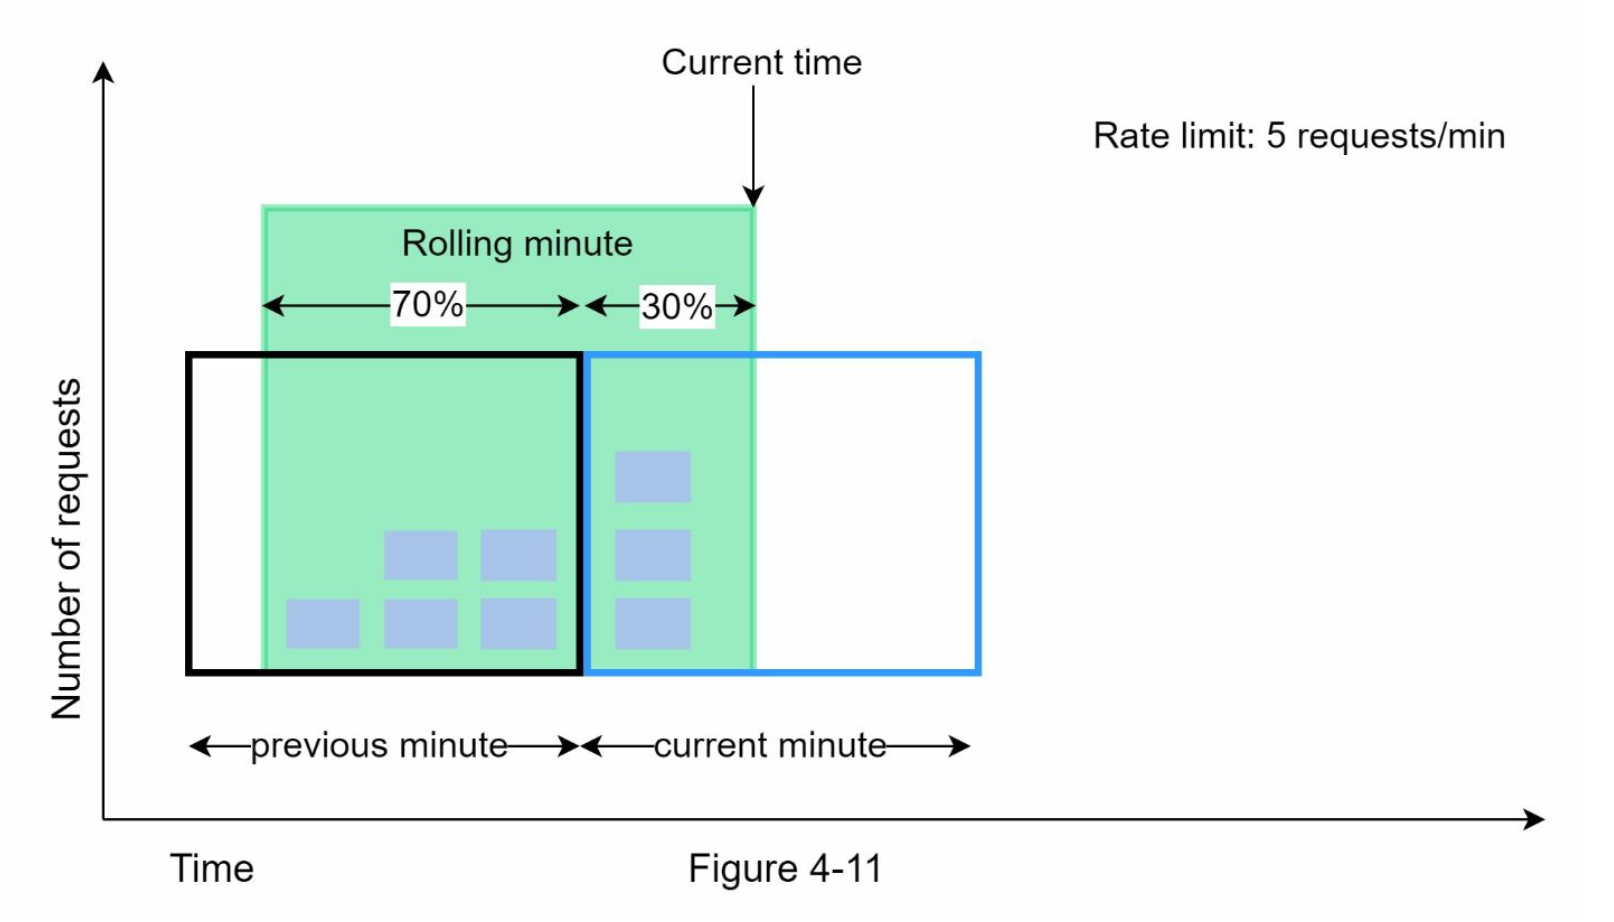 Current time
Rate limit: 5 requests/min
Rolling minute
70%
30%
Number of requests
previous minute
current minute
Time
Figure 4-11